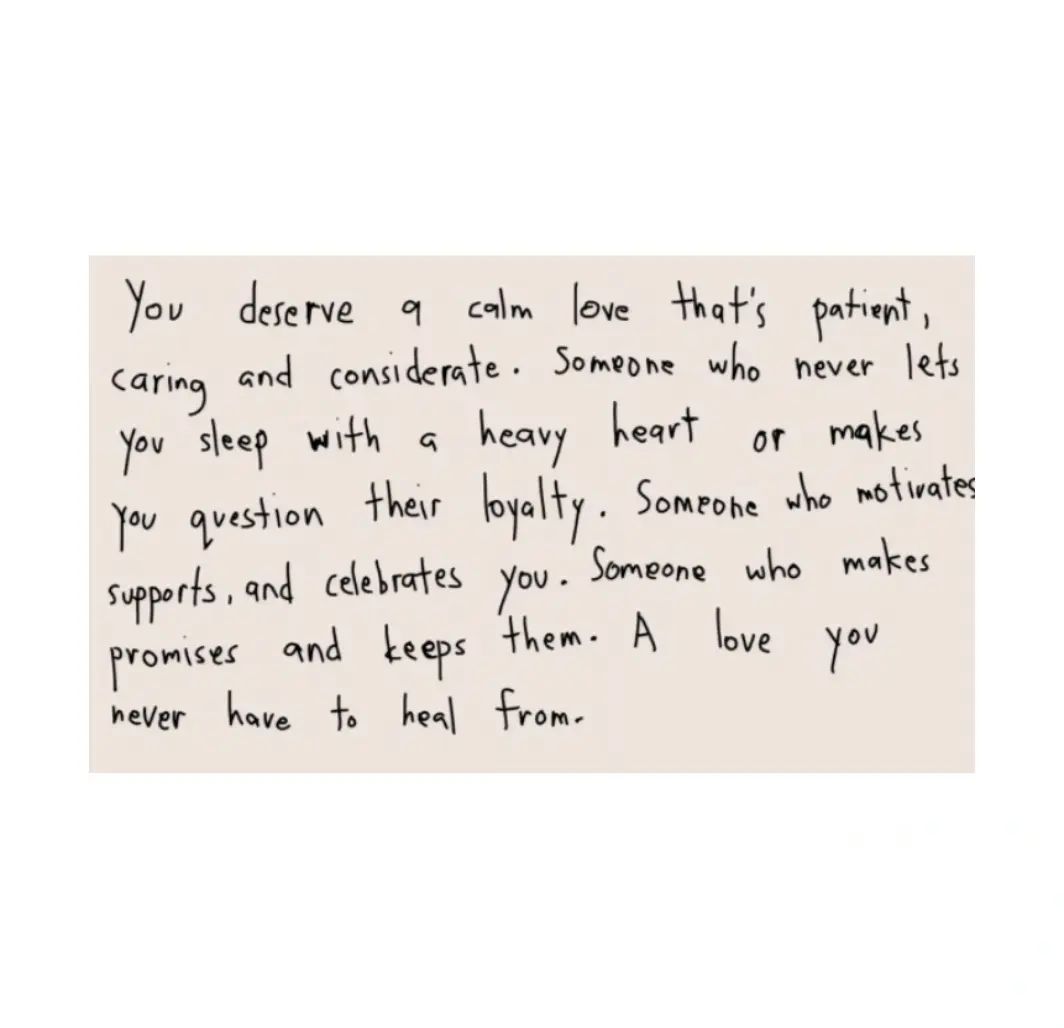 You deserve a calm love that's patient,
caring and considerate. Someone who never lets
you sleep with a heavy heart or makes
you question their loyalty. Someone who motivates
supports, and celebrates you. Someone who makes
promises and keeps them. A love you
never have to heal from.